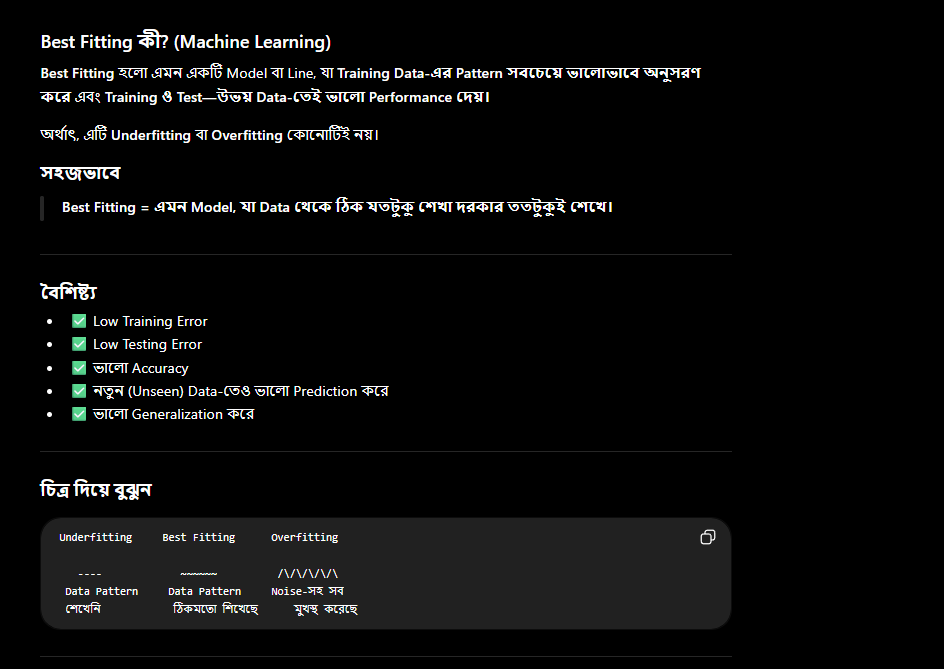 Best Fitting কী? (Machine Learning)
Best Fitting হলো এমন একটি Model বা Line, যা Training Data-এর Pattern সবচেয়ে ভালোভাবে অনুসরণ
করে এবং Training ও Test—উভয় Data-তেই ভালো Performance দেয়।
অর্থাৎ, এটি Underfitting বা Overfitting কোনোটিই নয়।
সহজভাবে
Best Fitting = এমন Model, যা Data থেকে ঠিক যতটুকু শেখা দরকার ততটুকুই শেখে।
বৈশিষ্ট্য
• ✅ Low Training Error
• ✅ Low Testing Error
• ✅ ভালো Accuracy
• ✅ নতুন (Unseen) Data-তেও ভালো Prediction করে
• ✅ ভালো Generalization করে
চিত্র দিয়ে বুঝুন
Underfitting Best Fitting Overfitting
---- ~~~~~~ /\/\/\/\/\
Data Pattern Data Pattern Noise-সহ সব
শেখেনি ঠিকমতো শিখেছে মুখস্থ করেছে